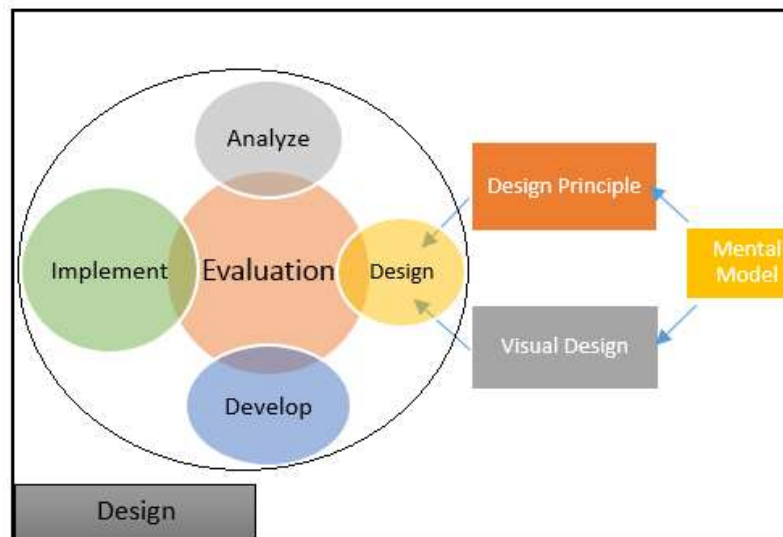 Analyze
Design Principle
Implement
Evaluation
Design
Mental
Model
Visual Design
Develop
Design